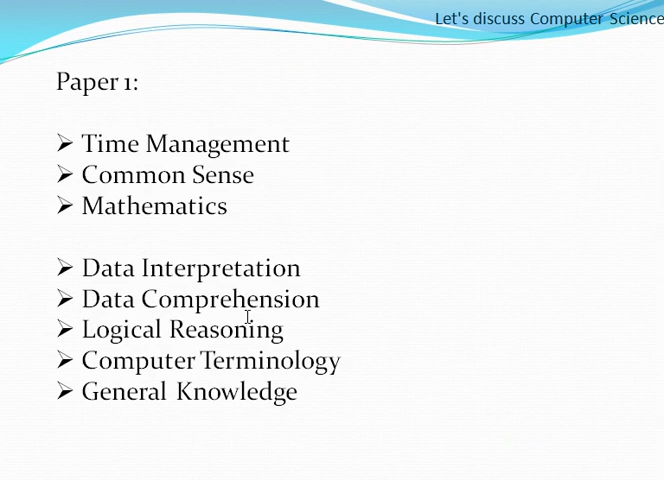 Let's discuss Computer Science
Paper 1:
➢ Time Management
➢ Common Sense
➢ Mathematics
➢ Data Interpretation
➢ Data Comprehension
➢ Logical Reasoning
➢ Computer Terminology
➢ General Knowledge